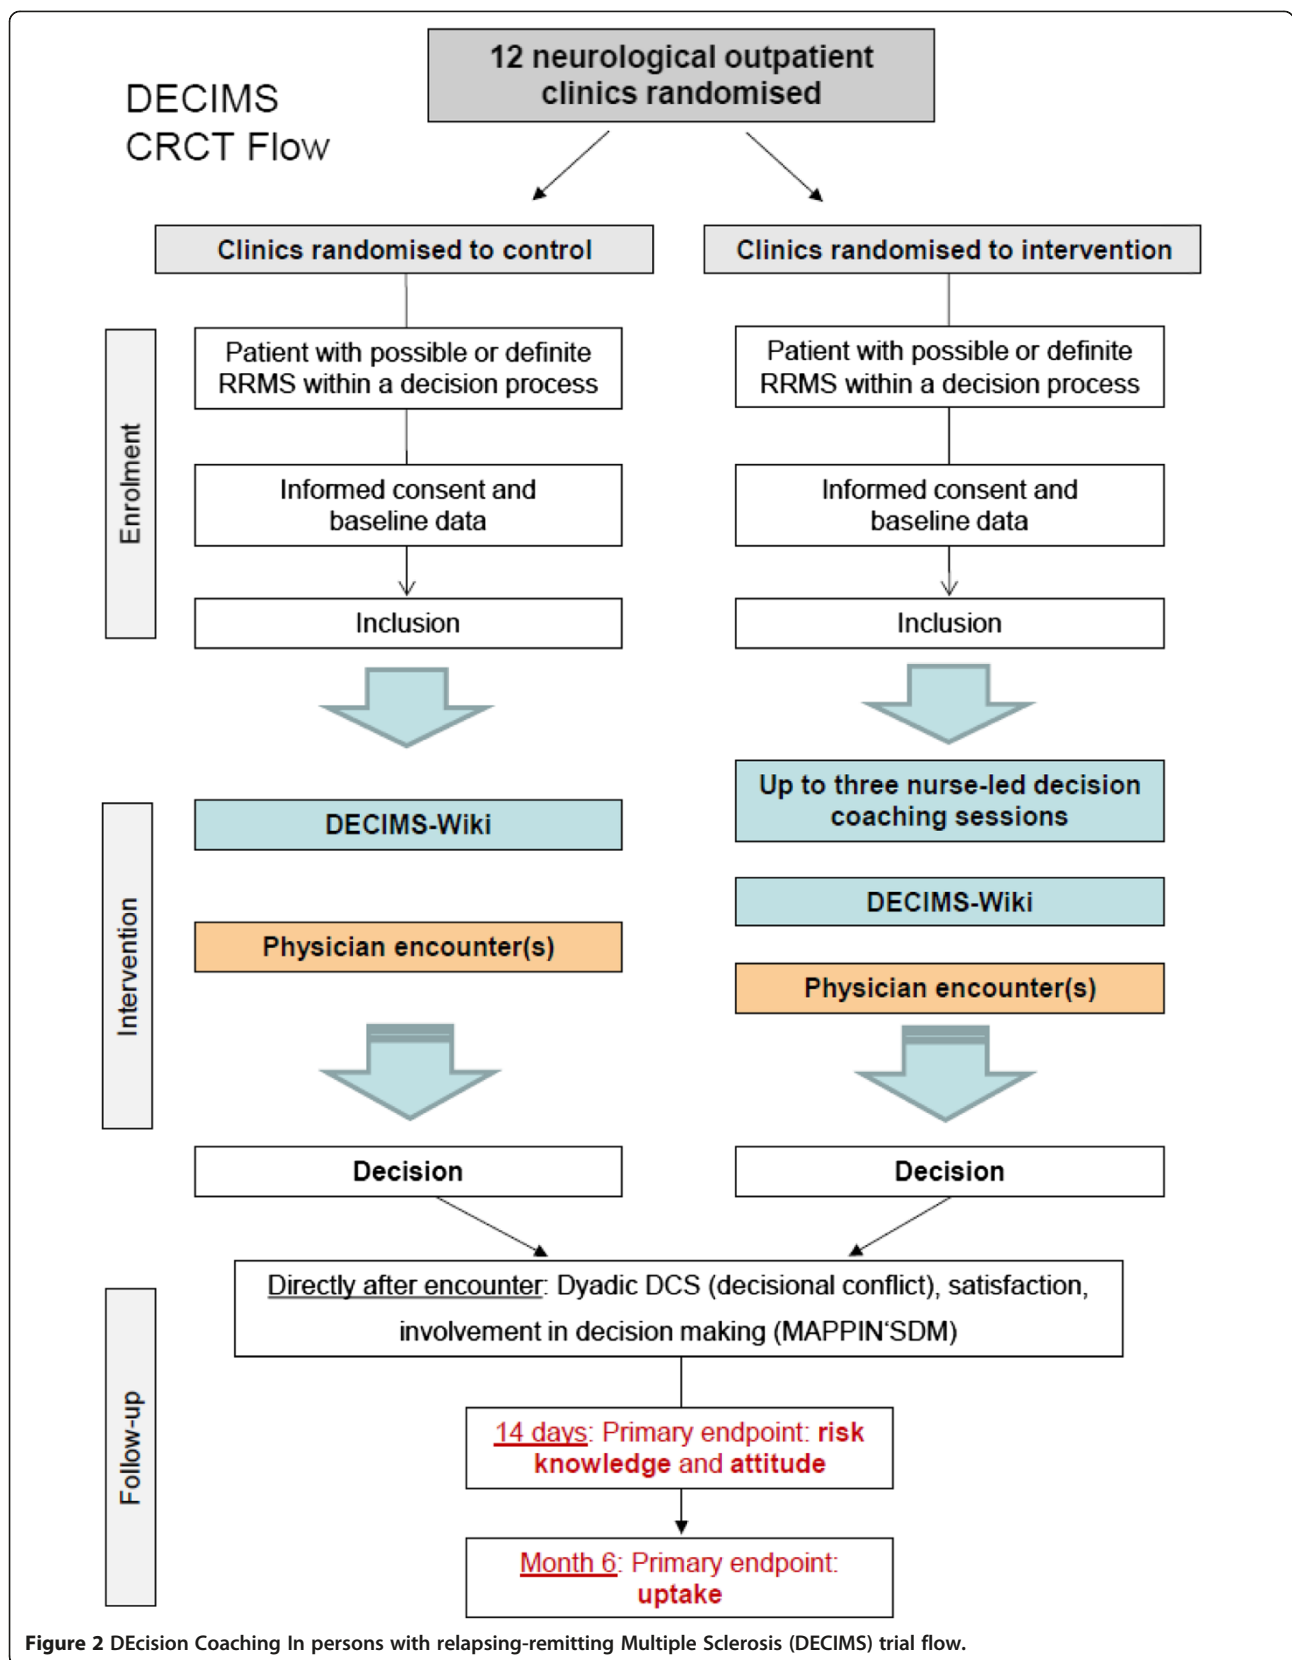 12 neurological outpatient
clinics randomised
DECIMS
CRCT Flow
Clinics randomised to control
Clinics randomised to intervention
Enrolment
Patient with possible or definite
RRMS within a decision process
Patient with possible or definite
RRMS within a decision process
Informed consent and
baseline data
Informed consent and
baseline data
Inclusion
Inclusion
Intervention
DECIMS-Wiki
Physician encounter(s)
Up to three nurse-led decision
coaching sessions
DECIMS-Wiki
Physician encounter(s)
Decision
Decision
Follow-up
Directly after encounter: Dyadic DCS (decisional conflict), satisfaction,
involvement in decision making (MAPPIN‘SDM)
14 days: Primary endpoint: risk
knowledge and attitude
Month 6: Primary endpoint:
uptake
Figure 2 DEcision Coaching In persons with relapsing-remitting Multiple Sclerosis (DECIMS) trial flow.